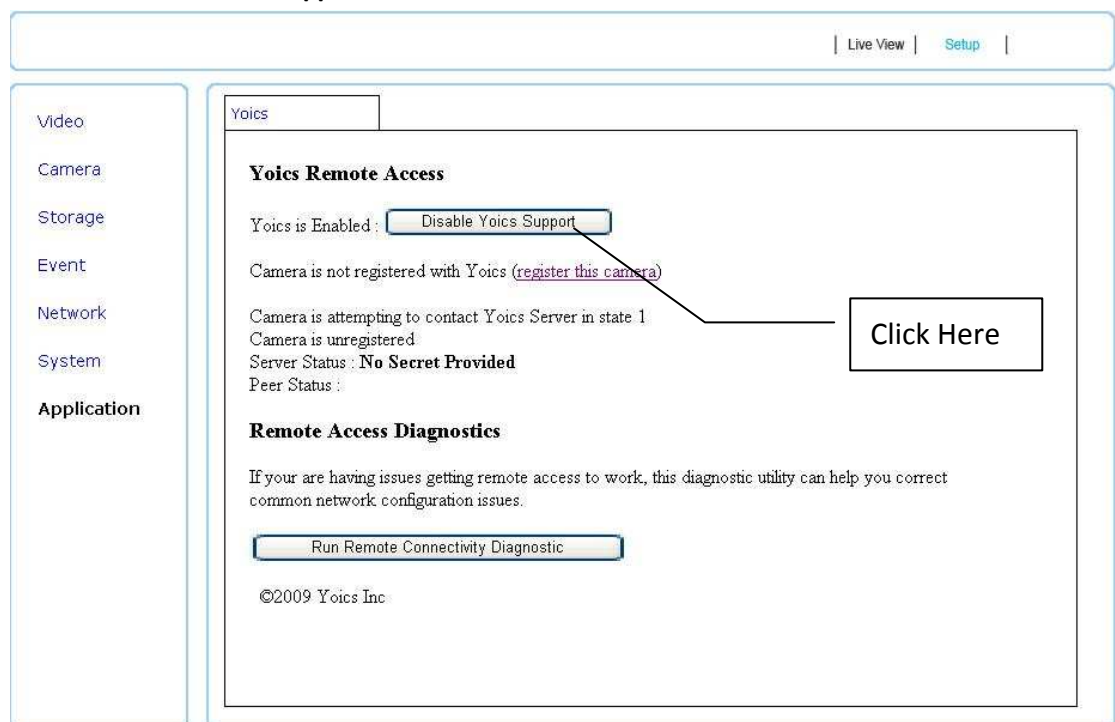 | Live View | Setup |
Yoics
Video
Camera
Storage
Event
Network
System
Application
Yoics Remote Access
Yoics is Enabled : Disable Yoics Support
Camera is not registered with Yoics (register this camera)
Camera is attempting to contact Yoics Server in state 1
Camera is unregistered
Server Status : No Secret Provided
Peer Status :
Click Here
Remote Access Diagnostics
If your are having issues getting remote access to work, this diagnostic utility can help you correct
common network configuration issues.
Run Remote Connectivity Diagnostic
©2009 Yoics Inc